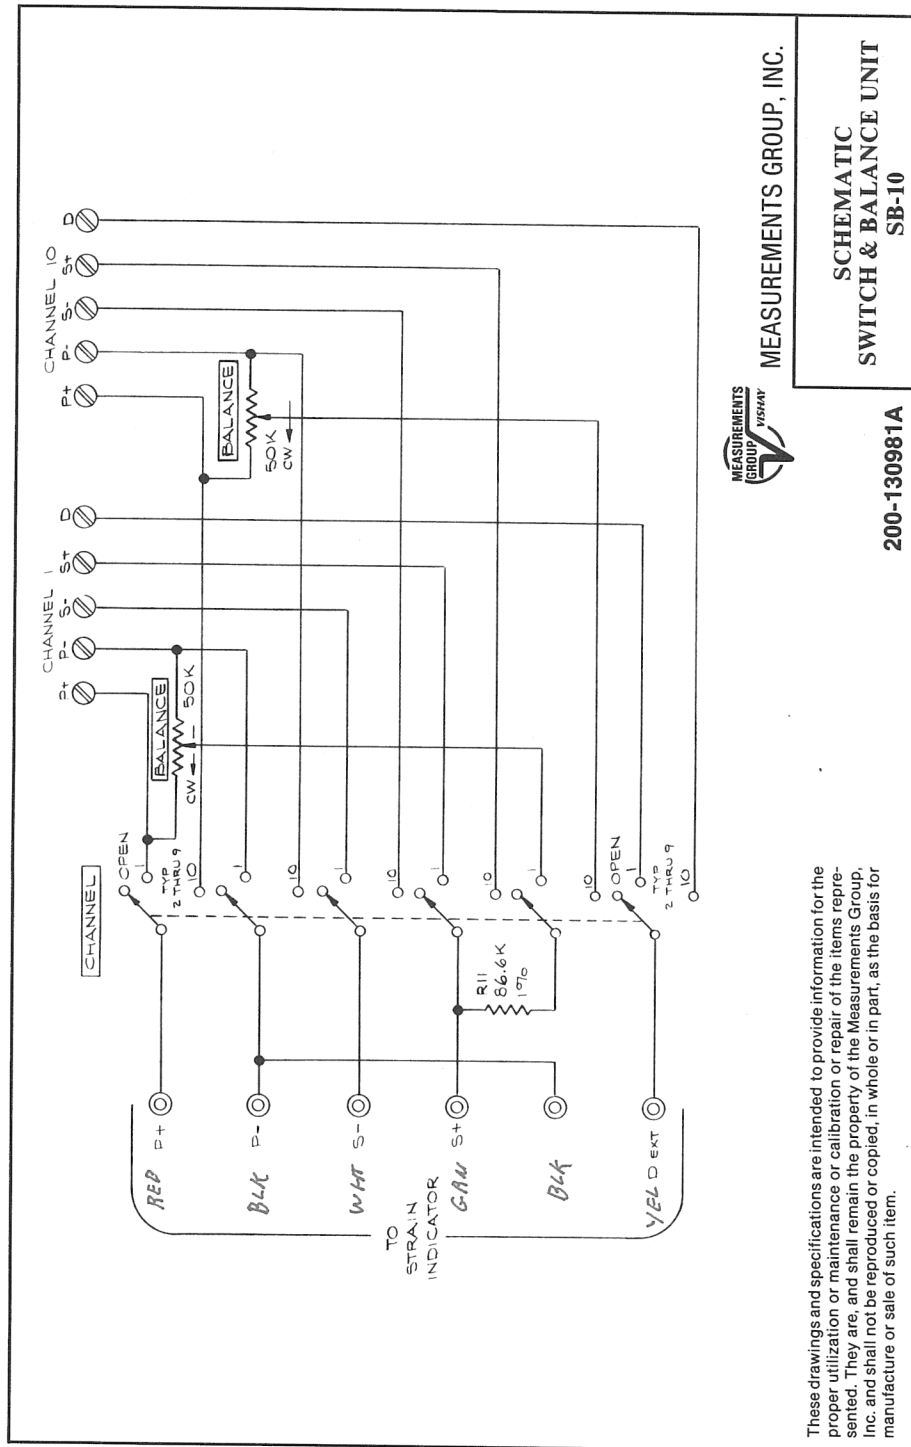 CHANNEL 1
P+
P-
S-
S+
D
CHANNEL 10
P+
P-
S-
S+
D
BALANCE
50K
CW
BALANCE
50K
CW
CHANNEL
OPEN
1
TYP
2 THRU 9
10
1
10
1
10
1
10
1
10
OPEN
1
TYP
2 THRU 9
10
R11
86.6K
1%
TO
STRAIN
INDICATOR
RED P+
BLK P-
WHT S-
GRN S+
BLK
YEL D EXT
These drawings and specifications are intended to provide information for the
proper utilization or maintenance or calibration or repair of the items repre-
sented. They are, and shall remain the property of the Measurements Group,
Inc. and shall not be reproduced or copied, in whole or in part, as the basis for
manufacture or sale of such item.
MEASUREMENTS
GROUP
VISHAY
MEASUREMENTS GROUP, INC.
200-130981A
SCHEMATIC
SWITCH & BALANCE UNIT
SB-10